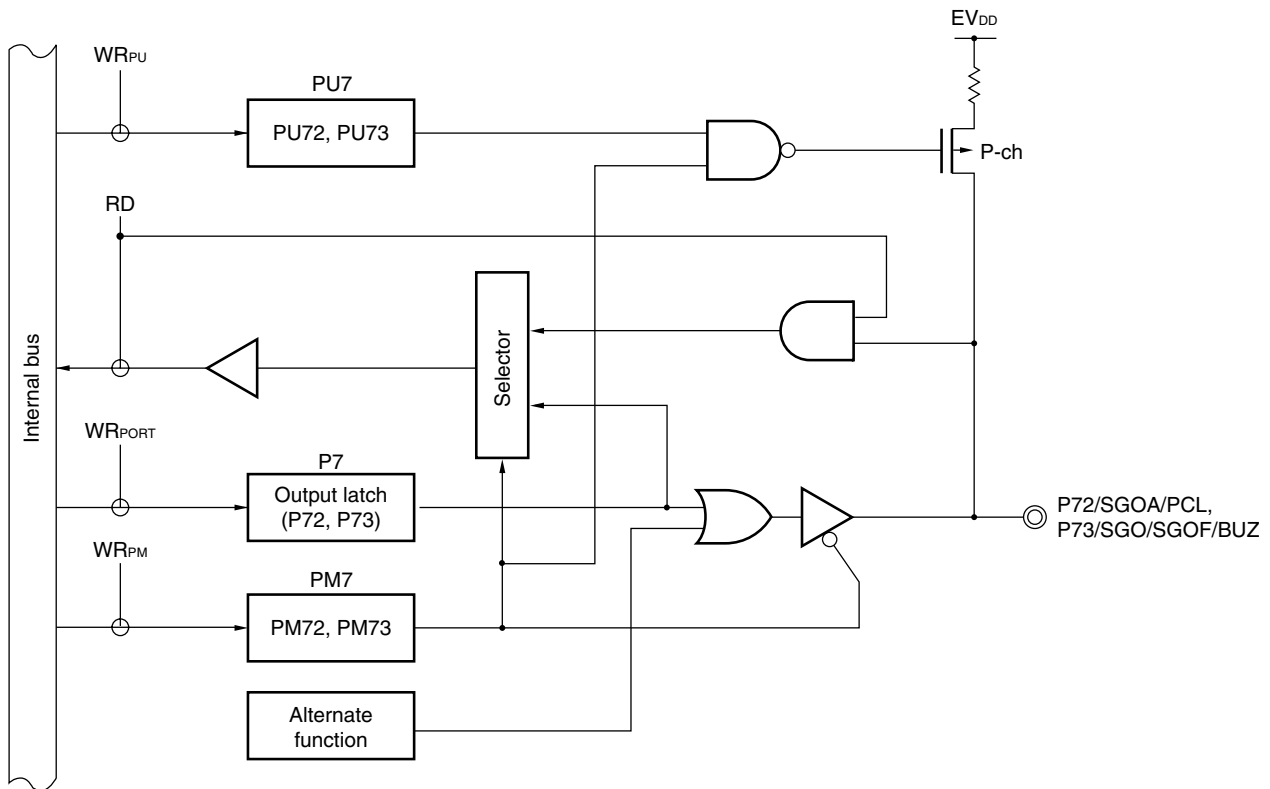 EVDD
WRPU
PU7
PU72, PU73
P-ch
RD
Selector
Internal bus
WRPORT
P7
Output latch
(P72, P73)
P72/SGOA/PCL,
P73/SGO/SGOF/BUZ
WRPM
PM7
PM72, PM73
Alternate
function